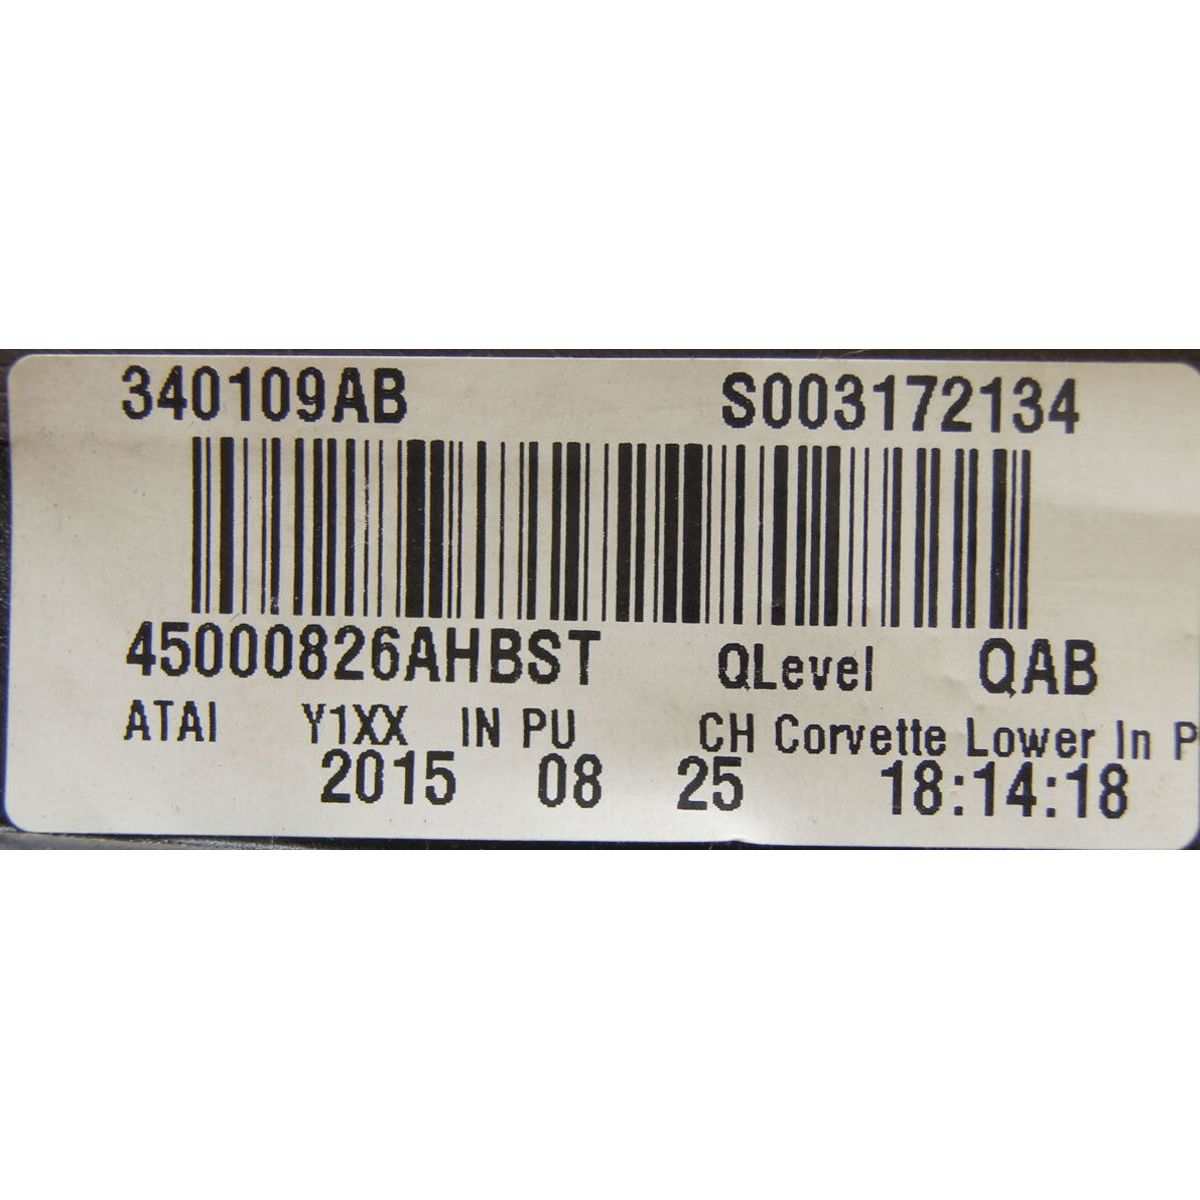 340109AB S003172134
45000826AHBST QLevel QAB
ATAI Y1XX IN PU CH Corvette Lower In P
2015 08 25 18:14:18